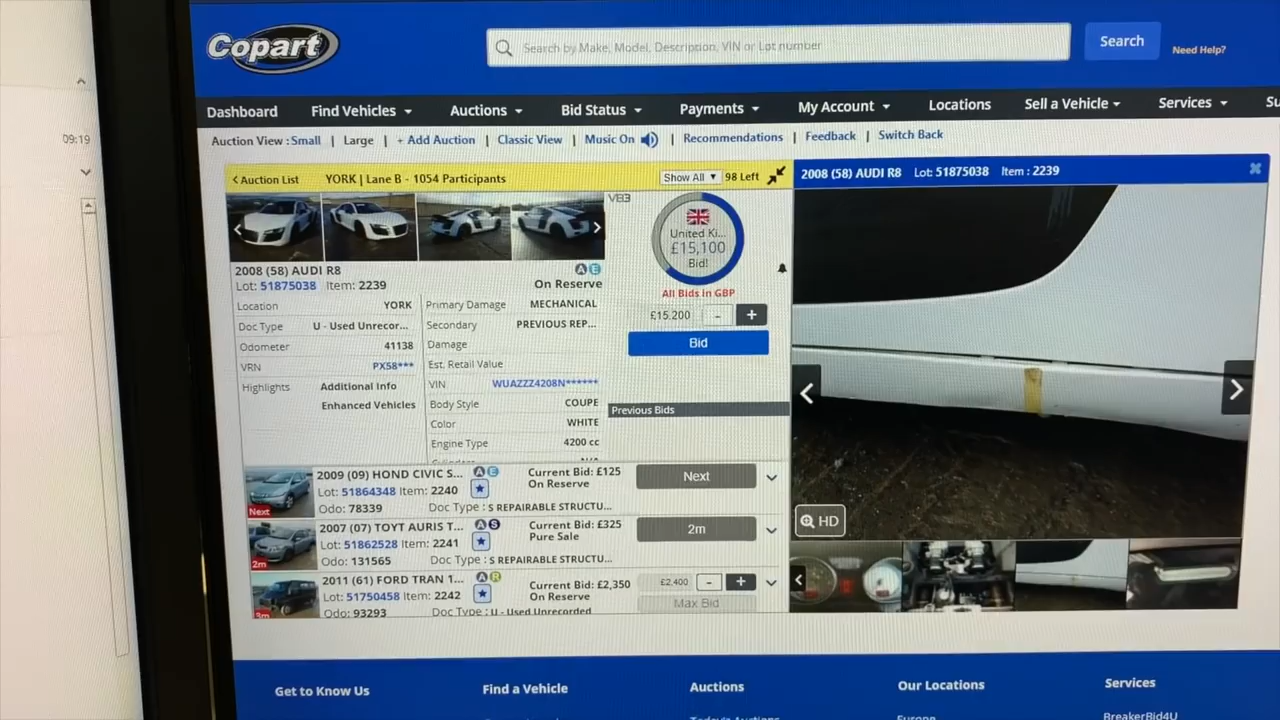 Copart
Search by Make, Model, Description, VIN or Lot number
Search
Need Help?
09:19
Dashboard Find Vehicles Auctions Bid Status Payments My Account Locations Sell a Vehicle Services
Auction View : Small | Large | + Add Auction | Classic View | Music On | Recommendations | Feedback | Switch Back
< Auction List YORK | Lane B - 1054 Participants Show All 98 Left
2008 (58) AUDI R8 Lot: 51875038 Item : 2239
2008 (58) AUDI R8 A E
Lot: 51875038 Item: 2239 On Reserve
Location YORK
Doc Type U - Used Unrecor...
Odometer 41138
VRN PX58***
Highlights Additional Info
Enhanced Vehicles
Primary Damage MECHANICAL
Secondary Damage PREVIOUS REP...
Est. Retail Value
VIN WUAZZZ4208N******
Body Style COUPE
Color WHITE
Engine Type 4200 cc
United Ki...
£15,100
Bid!
All Bids in GBP
£15,200 - +
Bid
Previous Bids
HD
2009 (09) HOND CIVIC S... A E
Lot: 51864348 Item: 2240
Odo: 78339 Doc Type : S REPAIRABLE STRUCTU...
Current Bid: £125
On Reserve
Next
Next
2007 (07) TOYT AURIS T... A S
Lot: 51862528 Item: 2241
Odo: 131565 Doc Type : S REPAIRABLE STRUCTU...
Current Bid: £325
Pure Sale
2m
2m
2011 (61) FORD TRAN 1... A R
Lot: 51750458 Item: 2242
Odo: 93293 Doc Type : U - Used Unrecorded
Current Bid: £2,350
On Reserve
£2,400 - +
Max Bid
3m
Get to Know Us Find a Vehicle Auctions Our Locations Services
Today's Auctions Europe BreakerBid4U